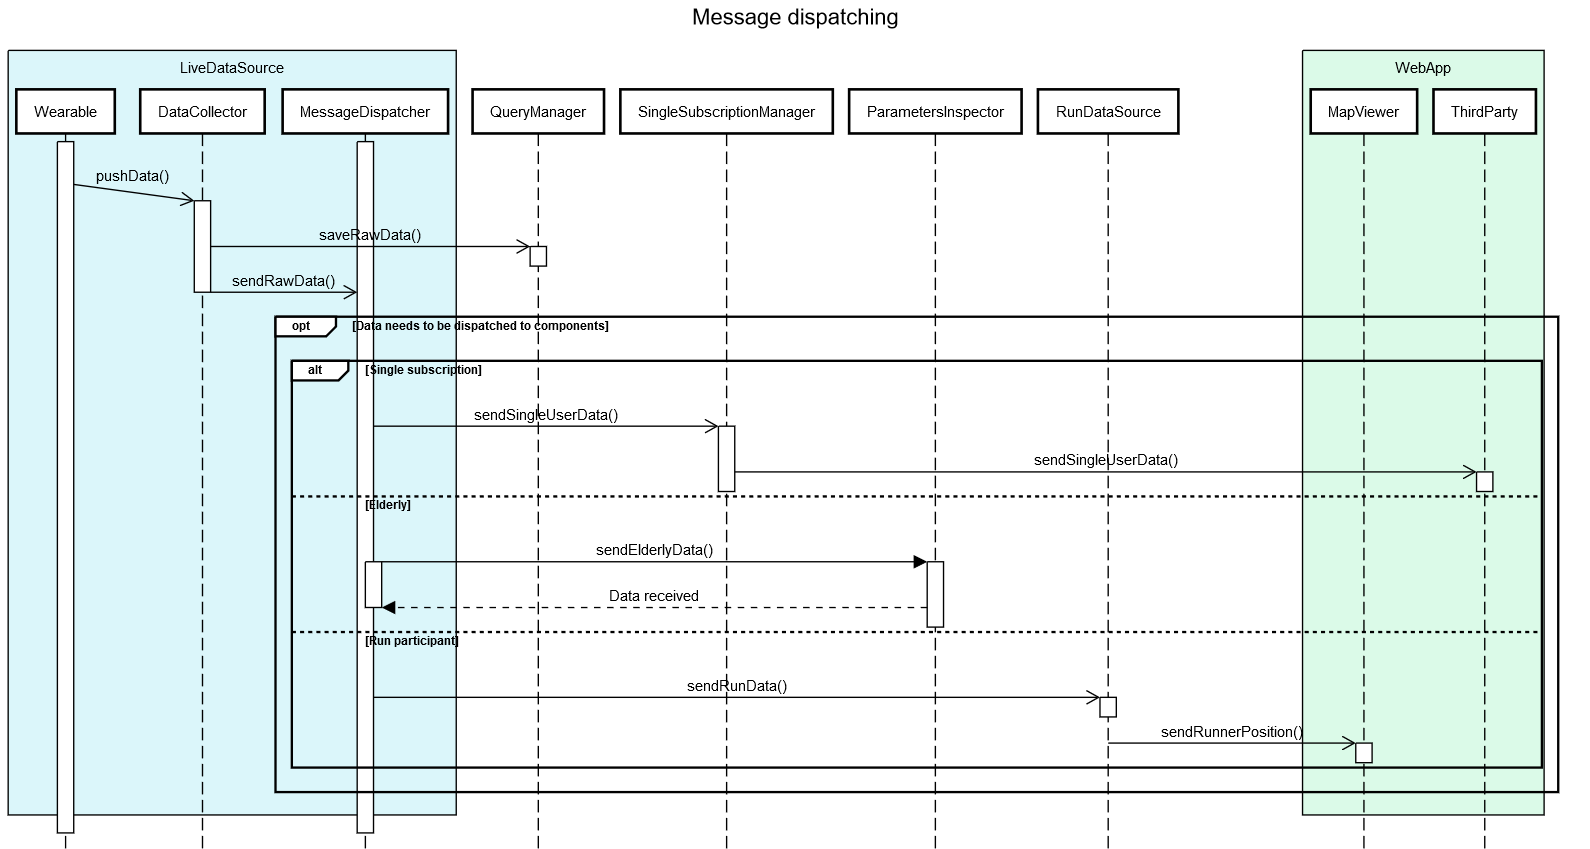 Message dispatching
LiveDataSource
WebApp
Wearable
DataCollector
MessageDispatcher
QueryManager
SingleSubscriptionManager
ParametersInspector
RunDataSource
MapViewer
ThirdParty
pushData()
saveRawData()
sendRawData()
opt
[Data needs to be dispatched to components]
alt
[Single subscription]
sendSingleUserData()
sendSingleUserData()
[Elderly]
sendElderlyData()
Data received
[Run participant]
sendRunData()
sendRunnerPosition()